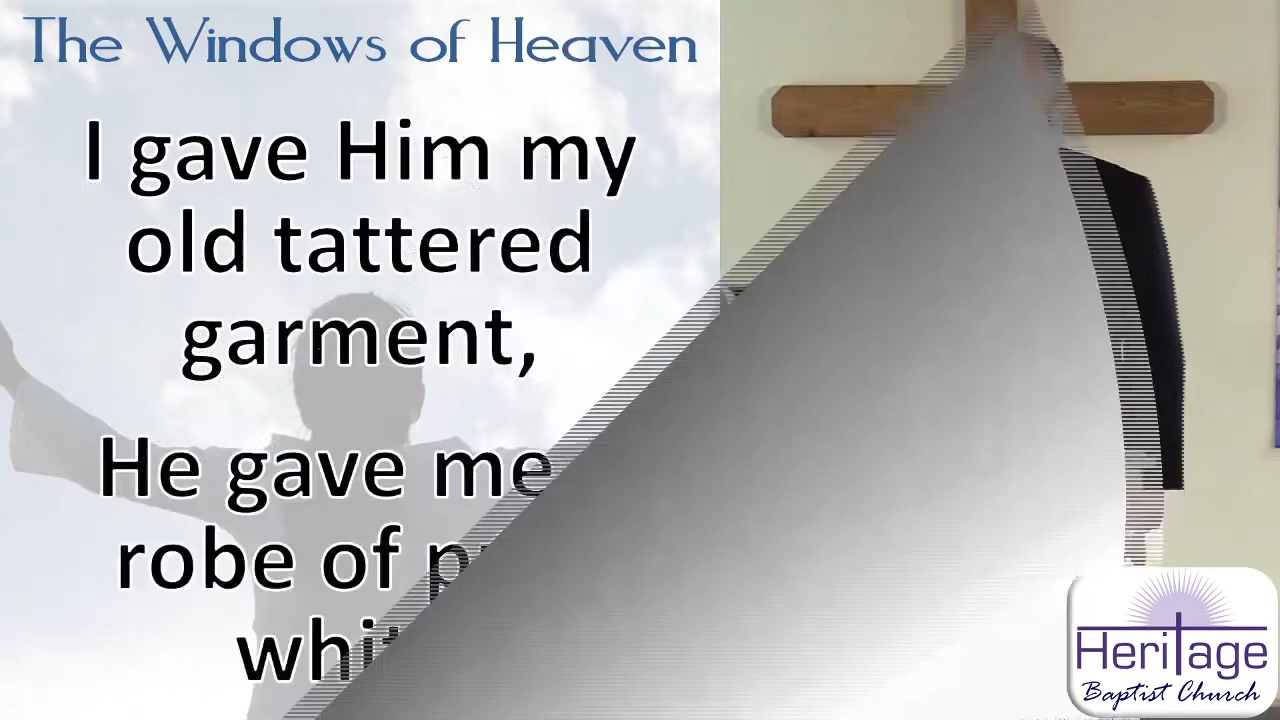 The Windows of Heaven
I gave Him my
old tattered
garment,
He gave me
robe of
Heritage
Baptist Church